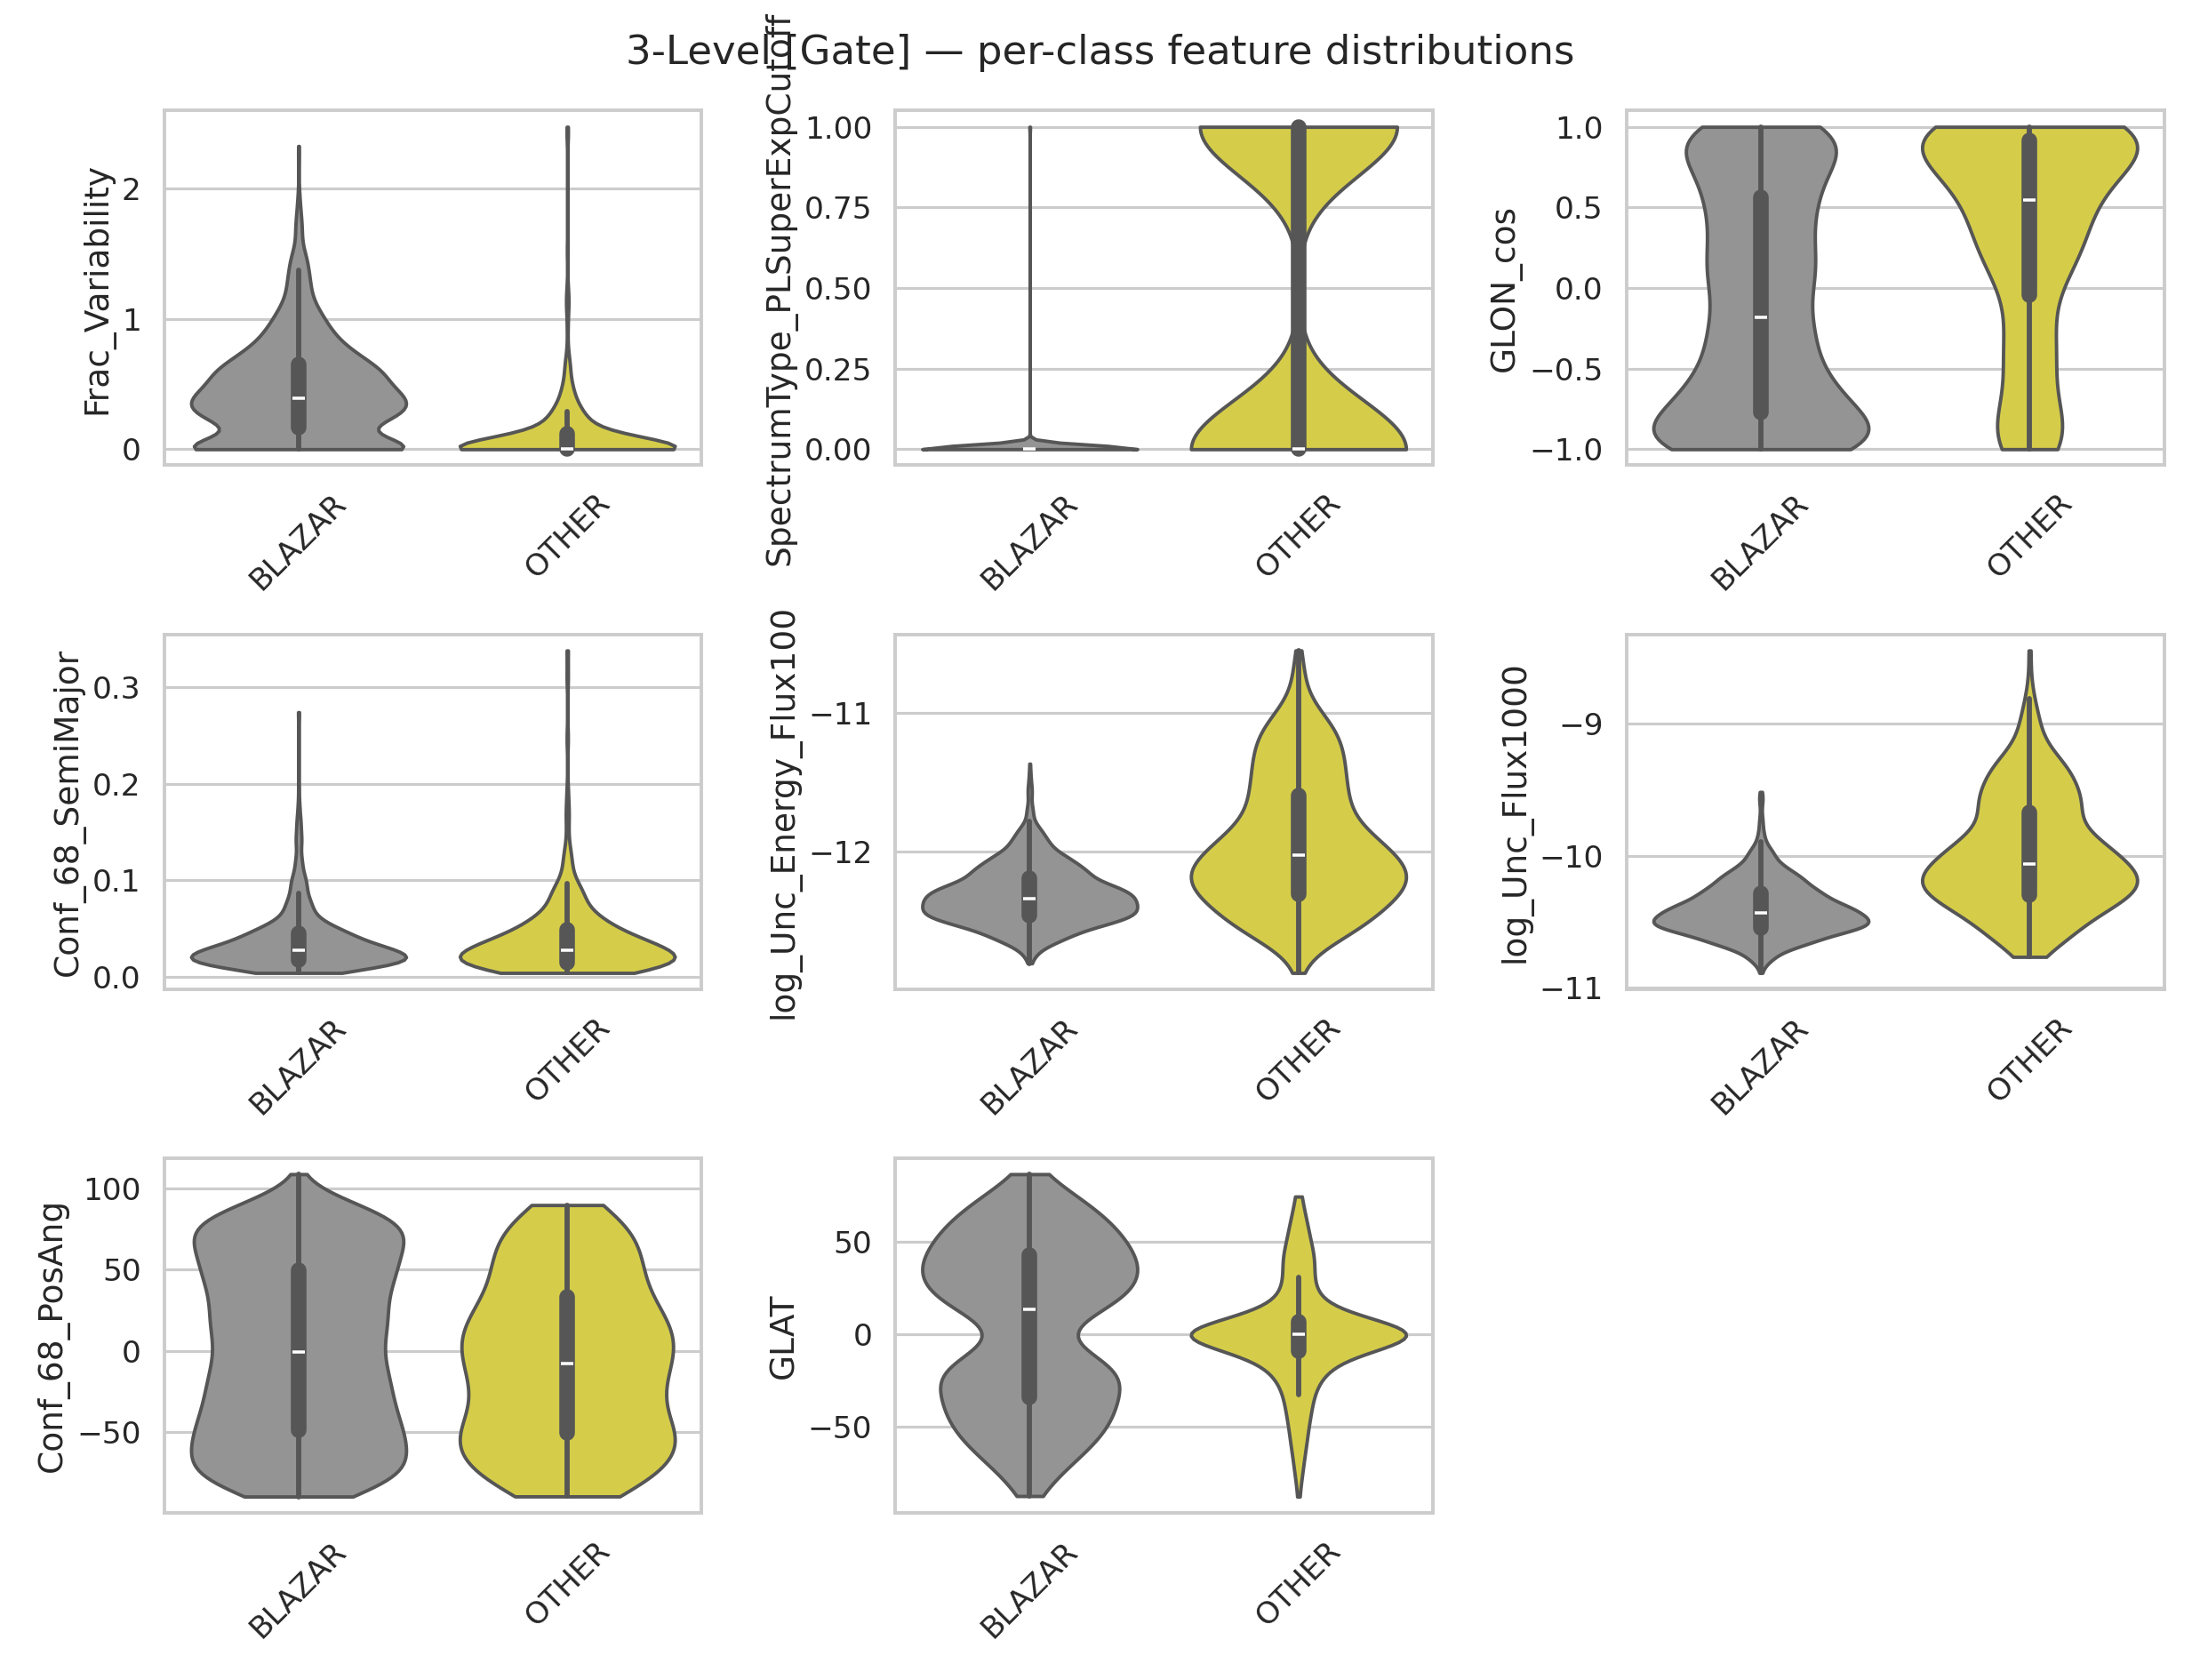 3-Level [Gate] — per-class feature distributions
Frac_Variability
2
1
0
BLAZAR
OTHER
SpectrumType_PLSuperExpCutoff
1.00
0.75
0.50
0.25
0.00
BLAZAR
OTHER
GLON_cos
1.0
0.5
0.0
−0.5
−1.0
BLAZAR
OTHER
Conf_68_SemiMajor
0.3
0.2
0.1
0.0
BLAZAR
OTHER
log_Unc_Energy_Flux100
−11
−12
BLAZAR
OTHER
log_Unc_Flux1000
−9
−10
−11
BLAZAR
OTHER
Conf_68_PosAng
100
50
0
−50
BLAZAR
OTHER
GLAT
50
0
−50
BLAZAR
OTHER